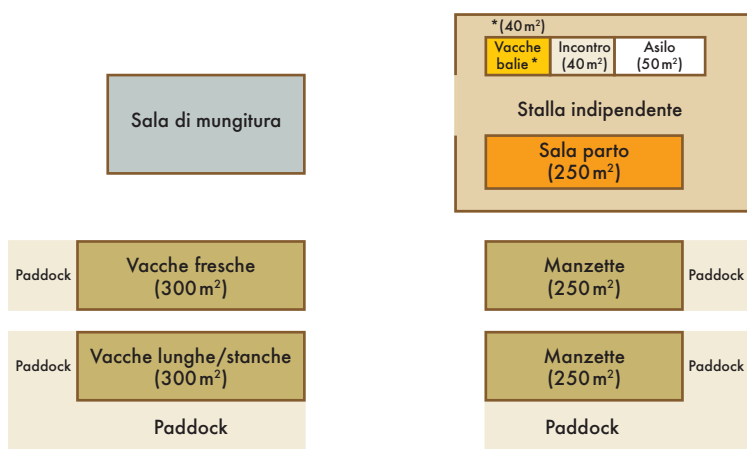 *(40 m²)
Vacche
balie*
Incontro
(40 m²)
Asilo
(50 m²)
Sala di mungitura
Stalla indipendente
Sala parto
(250 m²)
Paddock
Vacche fresche
(300 m²)
Manzette
(250 m²)
Paddock
Paddock
Vacche lunghe/stanche
(300 m²)
Manzette
(250 m²)
Paddock
Paddock
Paddock